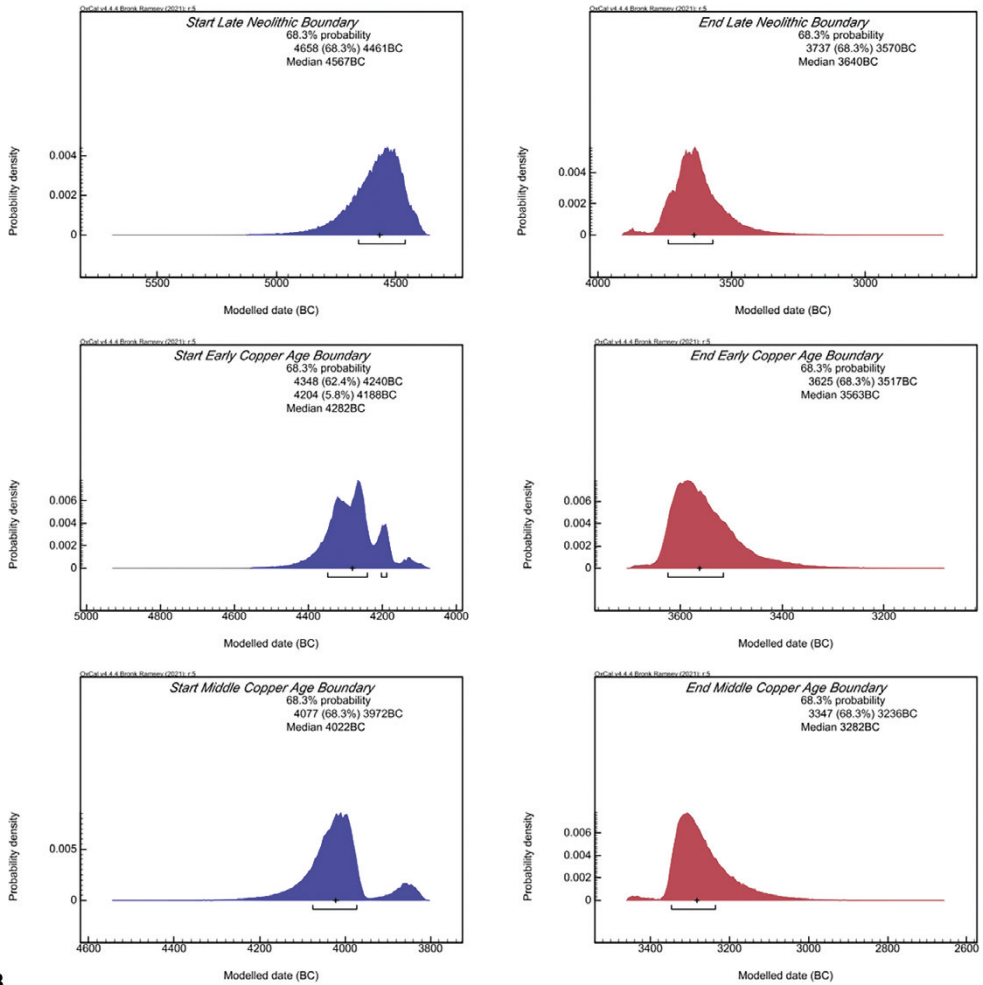 OxCal v4.4.4 Bronk Ramsey (2021); r:5
Start Late Neolithic Boundary
68.3% probability
4658 (68.3%) 4461BC
Median 4567BC
Probability density
0.004
0.002
0
5500
5000
4500
Modelled date (BC)
OxCal v4.4.4 Bronk Ramsey (2021); r:5
End Late Neolithic Boundary
68.3% probability
3737 (68.3%) 3570BC
Median 3640BC
Probability density
0.004
0.002
0
4000
3500
3000
Modelled date (BC)
OxCal v4.4.4 Bronk Ramsey (2021); r:5
Start Early Copper Age Boundary
68.3% probability
4348 (62.4%) 4240BC
4204 (5.8%) 4188BC
Median 4282BC
Probability density
0.006
0.004
0.002
0
5000
4800
4600
4400
4200
4000
Modelled date (BC)
OxCal v4.4.4 Bronk Ramsey (2021); r:5
End Early Copper Age Boundary
68.3% probability
3625 (68.3%) 3517BC
Median 3563BC
Probability density
0.006
0.004
0.002
0
3600
3400
3200
Modelled date (BC)
OxCal v4.4.4 Bronk Ramsey (2021); r:5
Start Middle Copper Age Boundary
68.3% probability
4077 (68.3%) 3972BC
Median 4022BC
Probability density
0.005
0
4600
4400
4200
4000
3800
Modelled date (BC)
OxCal v4.4.4 Bronk Ramsey (2021); r:5
End Middle Copper Age Boundary
68.3% probability
3347 (68.3%) 3236BC
Median 3282BC
Probability density
0.006
0.004
0.002
0
3400
3200
3000
2800
2600
Modelled date (BC)